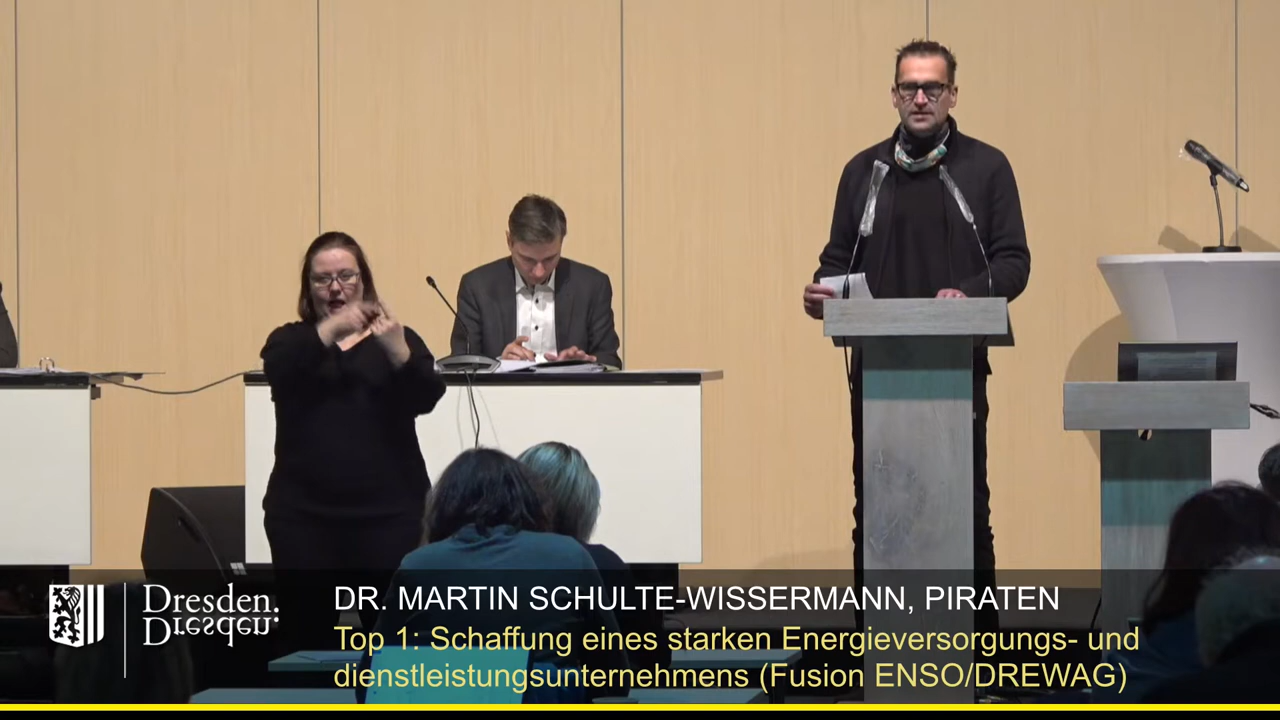 Dresden.
Dresden.
DR. MARTIN SCHULTE-WISSERMANN, PIRATEN
Top 1: Schaffung eines starken Energieversorgungs- und
dienstleistungsunternehmens (Fusion ENSO/DREWAG)